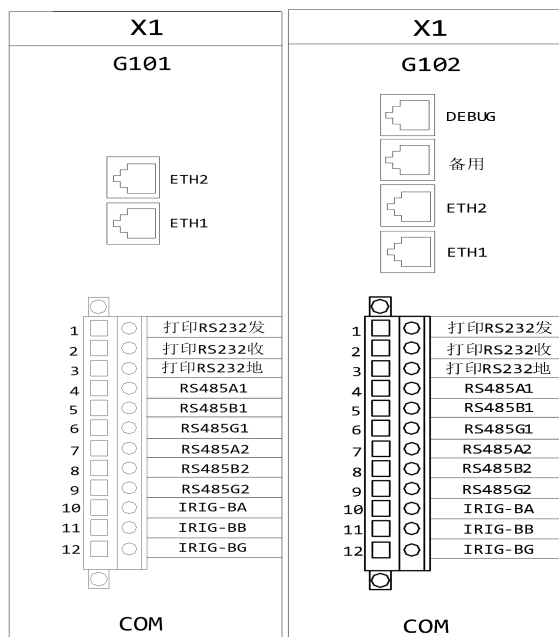 X1
G101
ETH2
ETH1
1 打印RS232发
2 打印RS232收
3 打印RS232地
4 RS485A1
5 RS485B1
6 RS485G1
7 RS485A2
8 RS485B2
9 RS485G2
10 IRIG-BA
11 IRIG-BB
12 IRIG-BG
COM
X1
G102
DEBUG
备用
ETH2
ETH1
1 打印RS232发
2 打印RS232收
3 打印RS232地
4 RS485A1
5 RS485B1
6 RS485G1
7 RS485A2
8 RS485B2
9 RS485G2
10 IRIG-BA
11 IRIG-BB
12 IRIG-BG
COM